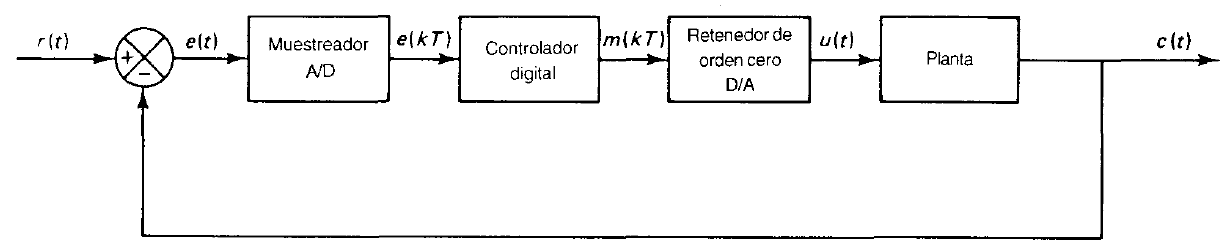 r(t)
+
−
e(t)
Muestreador
A/D
e(kT)
Controlador
digital
m(kT)
Retenedor de
orden cero
D/A
u(t)
Planta
c(t)